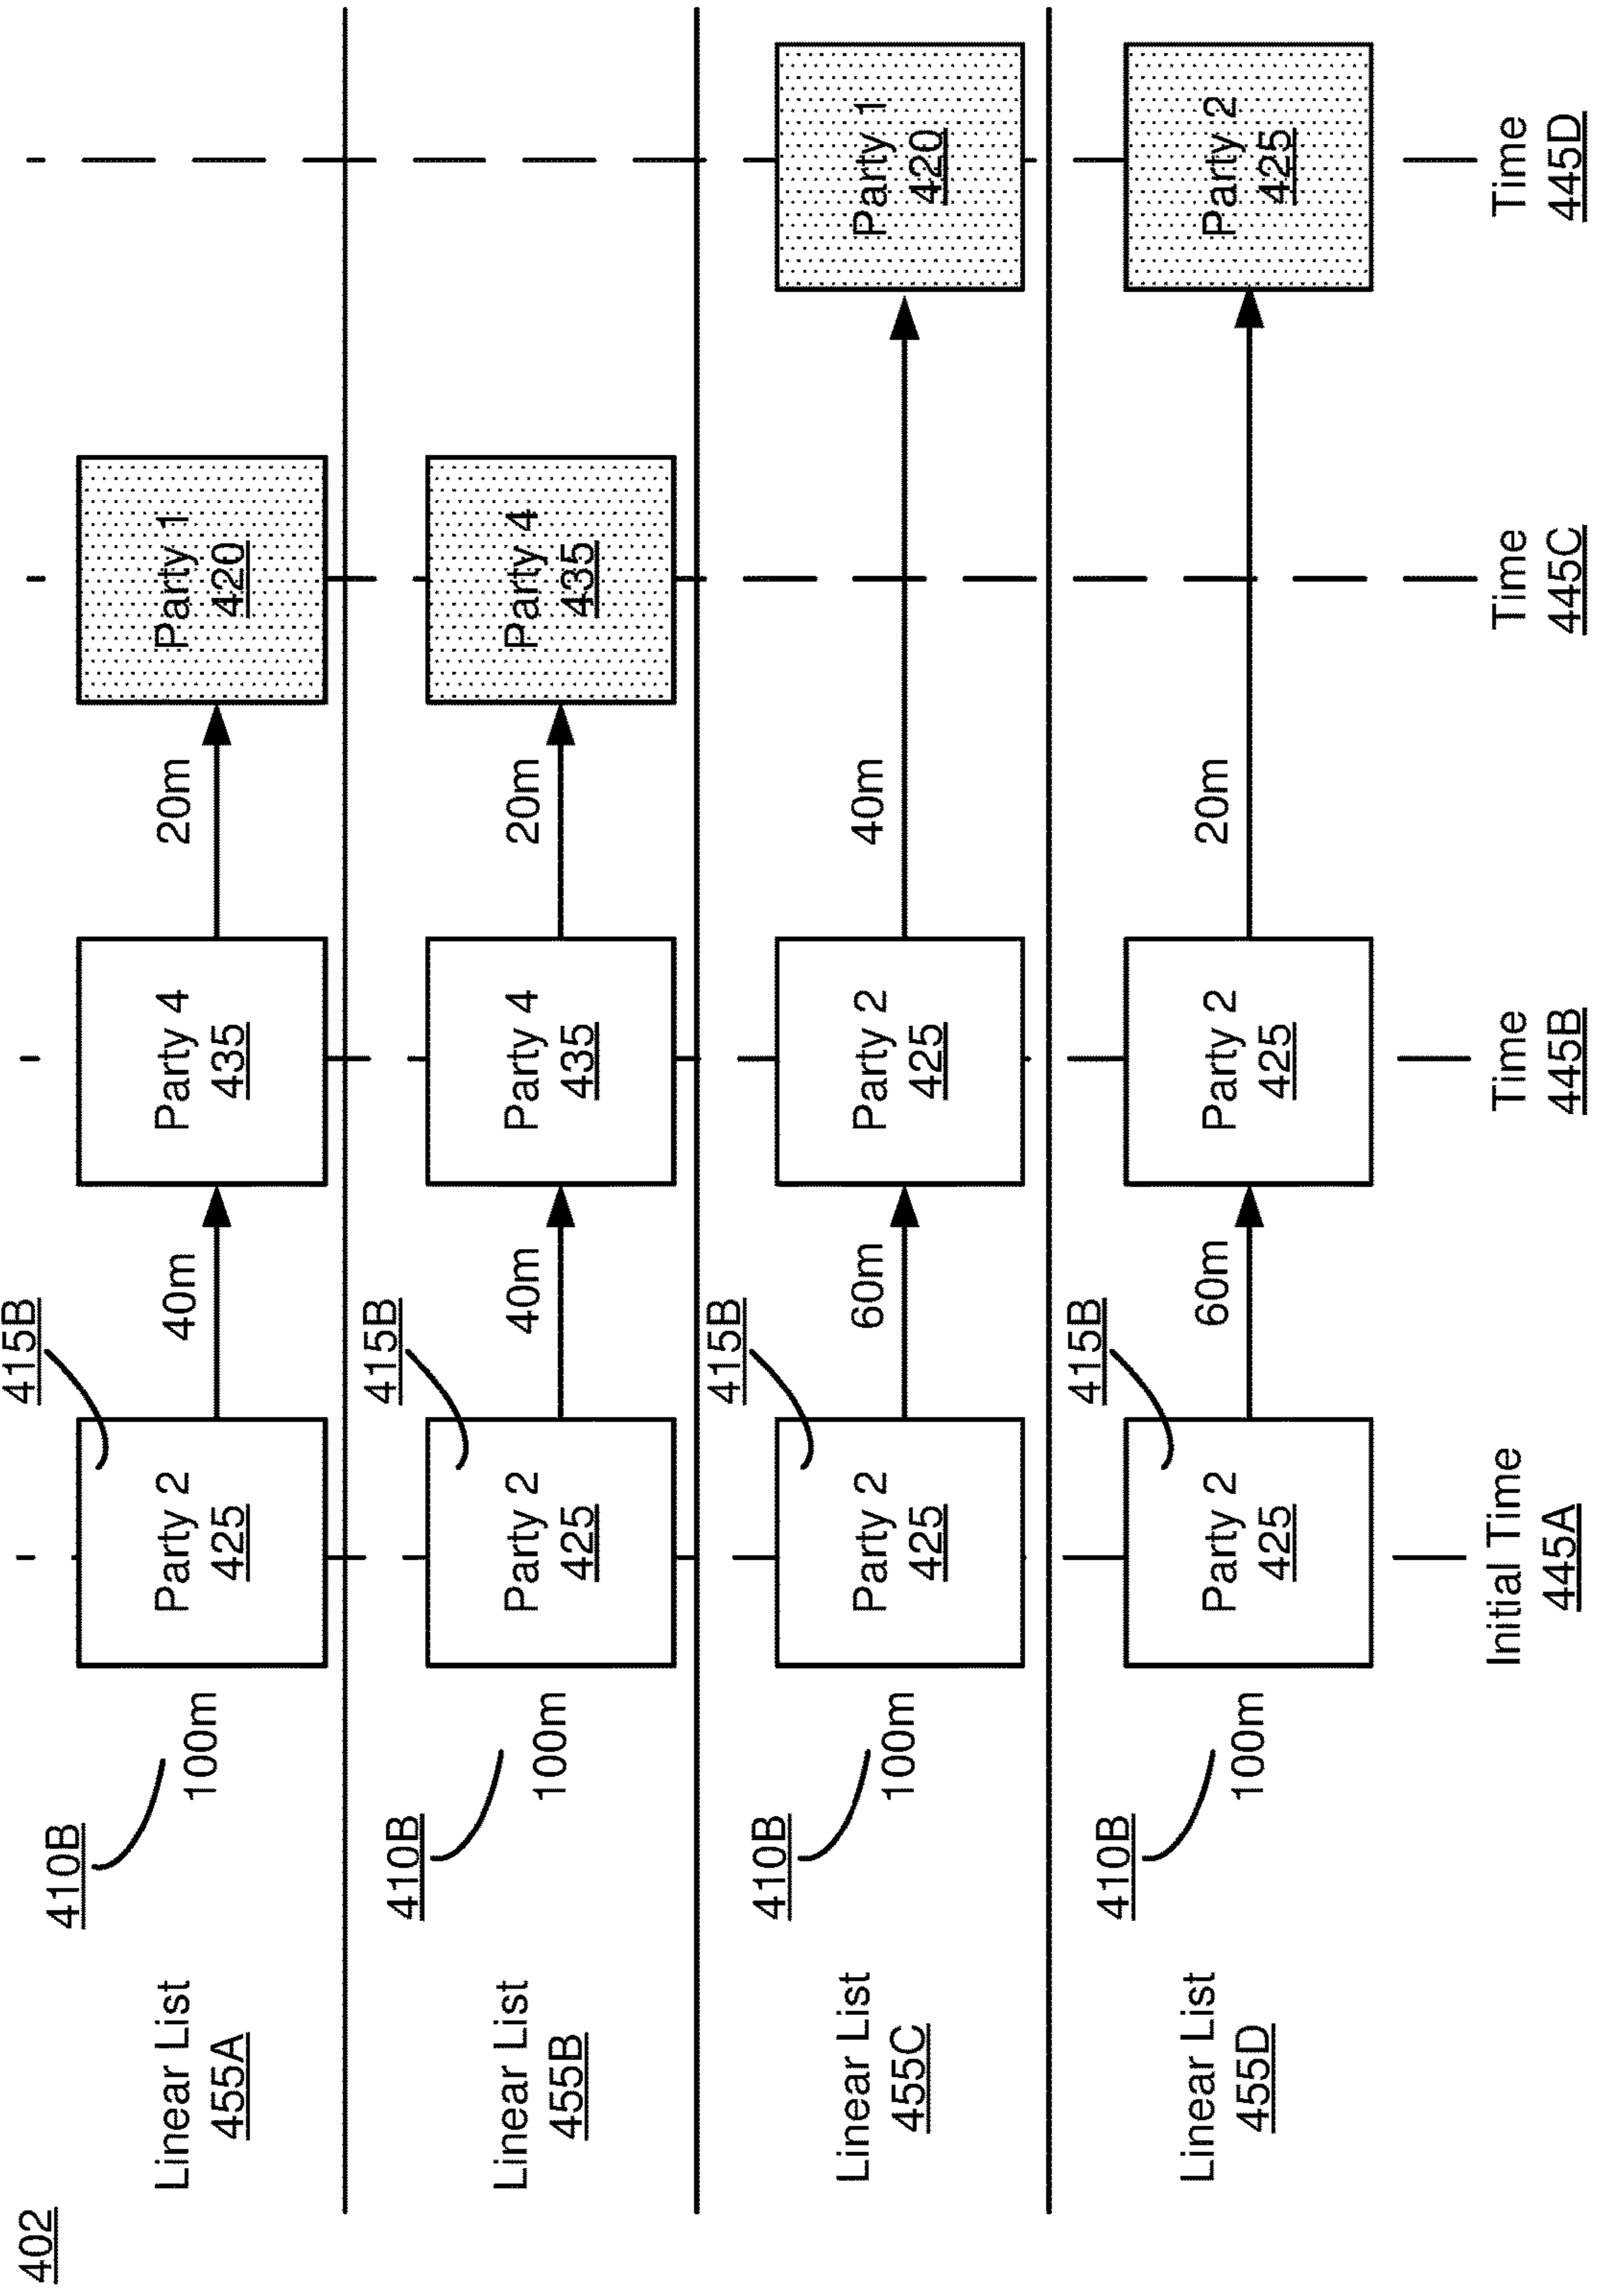 402
Linear List
455A
410B
100m
415B
Party 2
425
40m
Party 4
435
20m
Party 1
420
Linear List
455B
410B
100m
415B
Party 2
425
40m
Party 4
435
20m
Party 4
435
Linear List
455C
410B
100m
415B
Party 2
425
60m
Party 2
425
40m
Party 1
420
Linear List
455D
410B
100m
415B
Party 2
425
60m
Party 2
425
20m
Party 2
425
Initial Time
445A
Time
445B
Time
445C
Time
445D